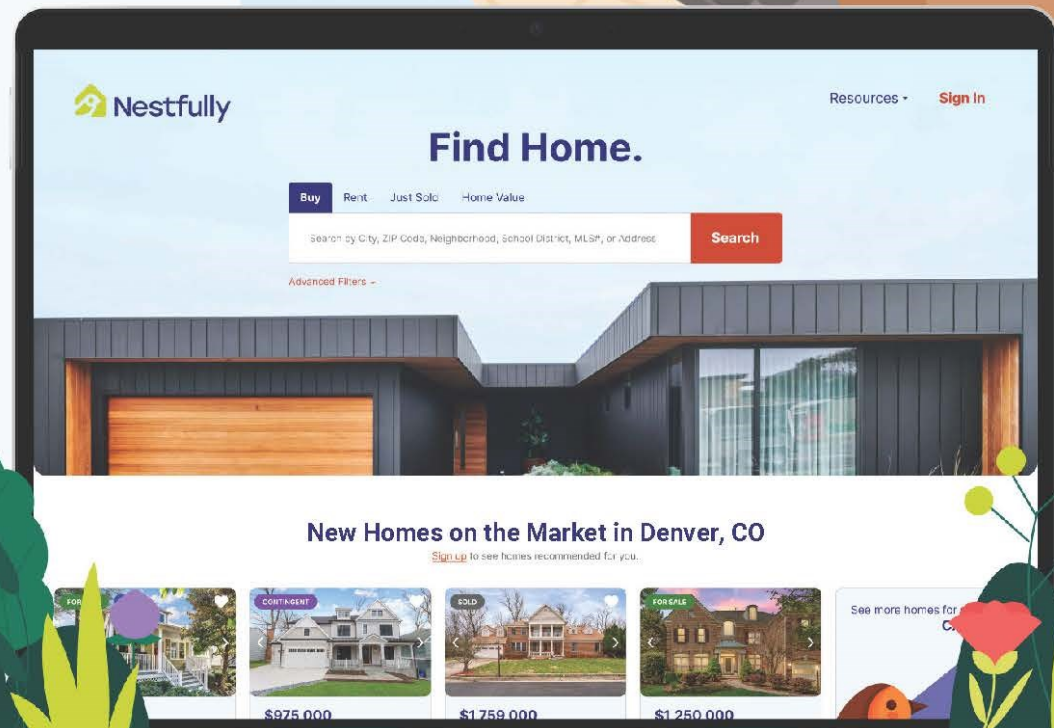 Nestfully
Resources
Sign In
Find Home.
Buy Rent Just Sold Home Value
Search by City, ZIP Code, Neighborhood, School District, MLS#, or Address
Search
Advanced Filters
New Homes on the Market in Denver, CO
Sign up to see homes recommended for you.
FOR
CONTINGENT
SOLD
FOR SALE
See more homes for
$975,000
$1,759,000
$1,250,000